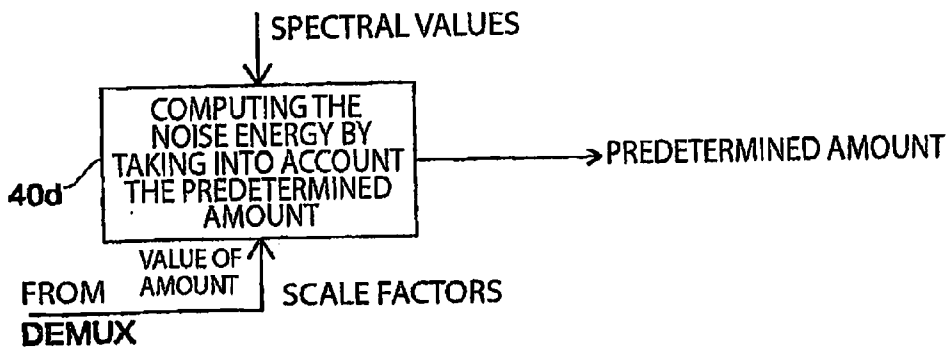 SPECTRAL VALUES
COMPUTING THE
NOISE ENERGY BY
TAKING INTO ACCOUNT
THE PREDETERMINED
AMOUNT
PREDETERMINED AMOUNT
40d
VALUE OF
AMOUNT
FROM
DEMUX
SCALE FACTORS